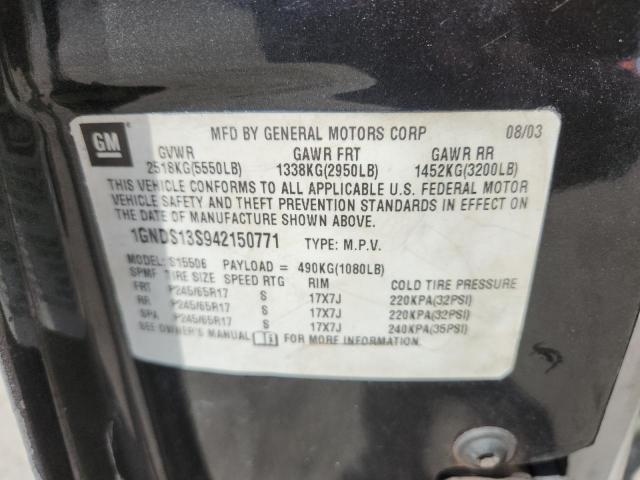 GM
MFD BY GENERAL MOTORS CORP 08/03
GVWR GAWR FRT GAWR RR
2518KG(5550LB) 1338KG(2950LB) 1452KG(3200LB)
THIS VEHICLE CONFORMS TO ALL APPLICABLE U.S. FEDERAL MOTOR
VEHICLE SAFETY AND THEFT PREVENTION STANDARDS IN EFFECT
ON THE DATE OF MANUFACTURE SHOWN ABOVE.
1GNDS13S942150771 TYPE: M.P.V.
MODEL: S15506 PAYLOAD = 490KG(1080LB)
SPMF TIRE SIZE SPEED RTG RIM COLD TIRE PRESSURE
FRT P245/65R17 S 17X7J 220KPA(32PSI)
RR P245/65R17 S 17X7J 220KPA(32PSI)
SPA P245/65R17 S 17X7J 240KPA(35PSI)
SEE OWNER'S MANUAL FOR MORE INFORMATION.